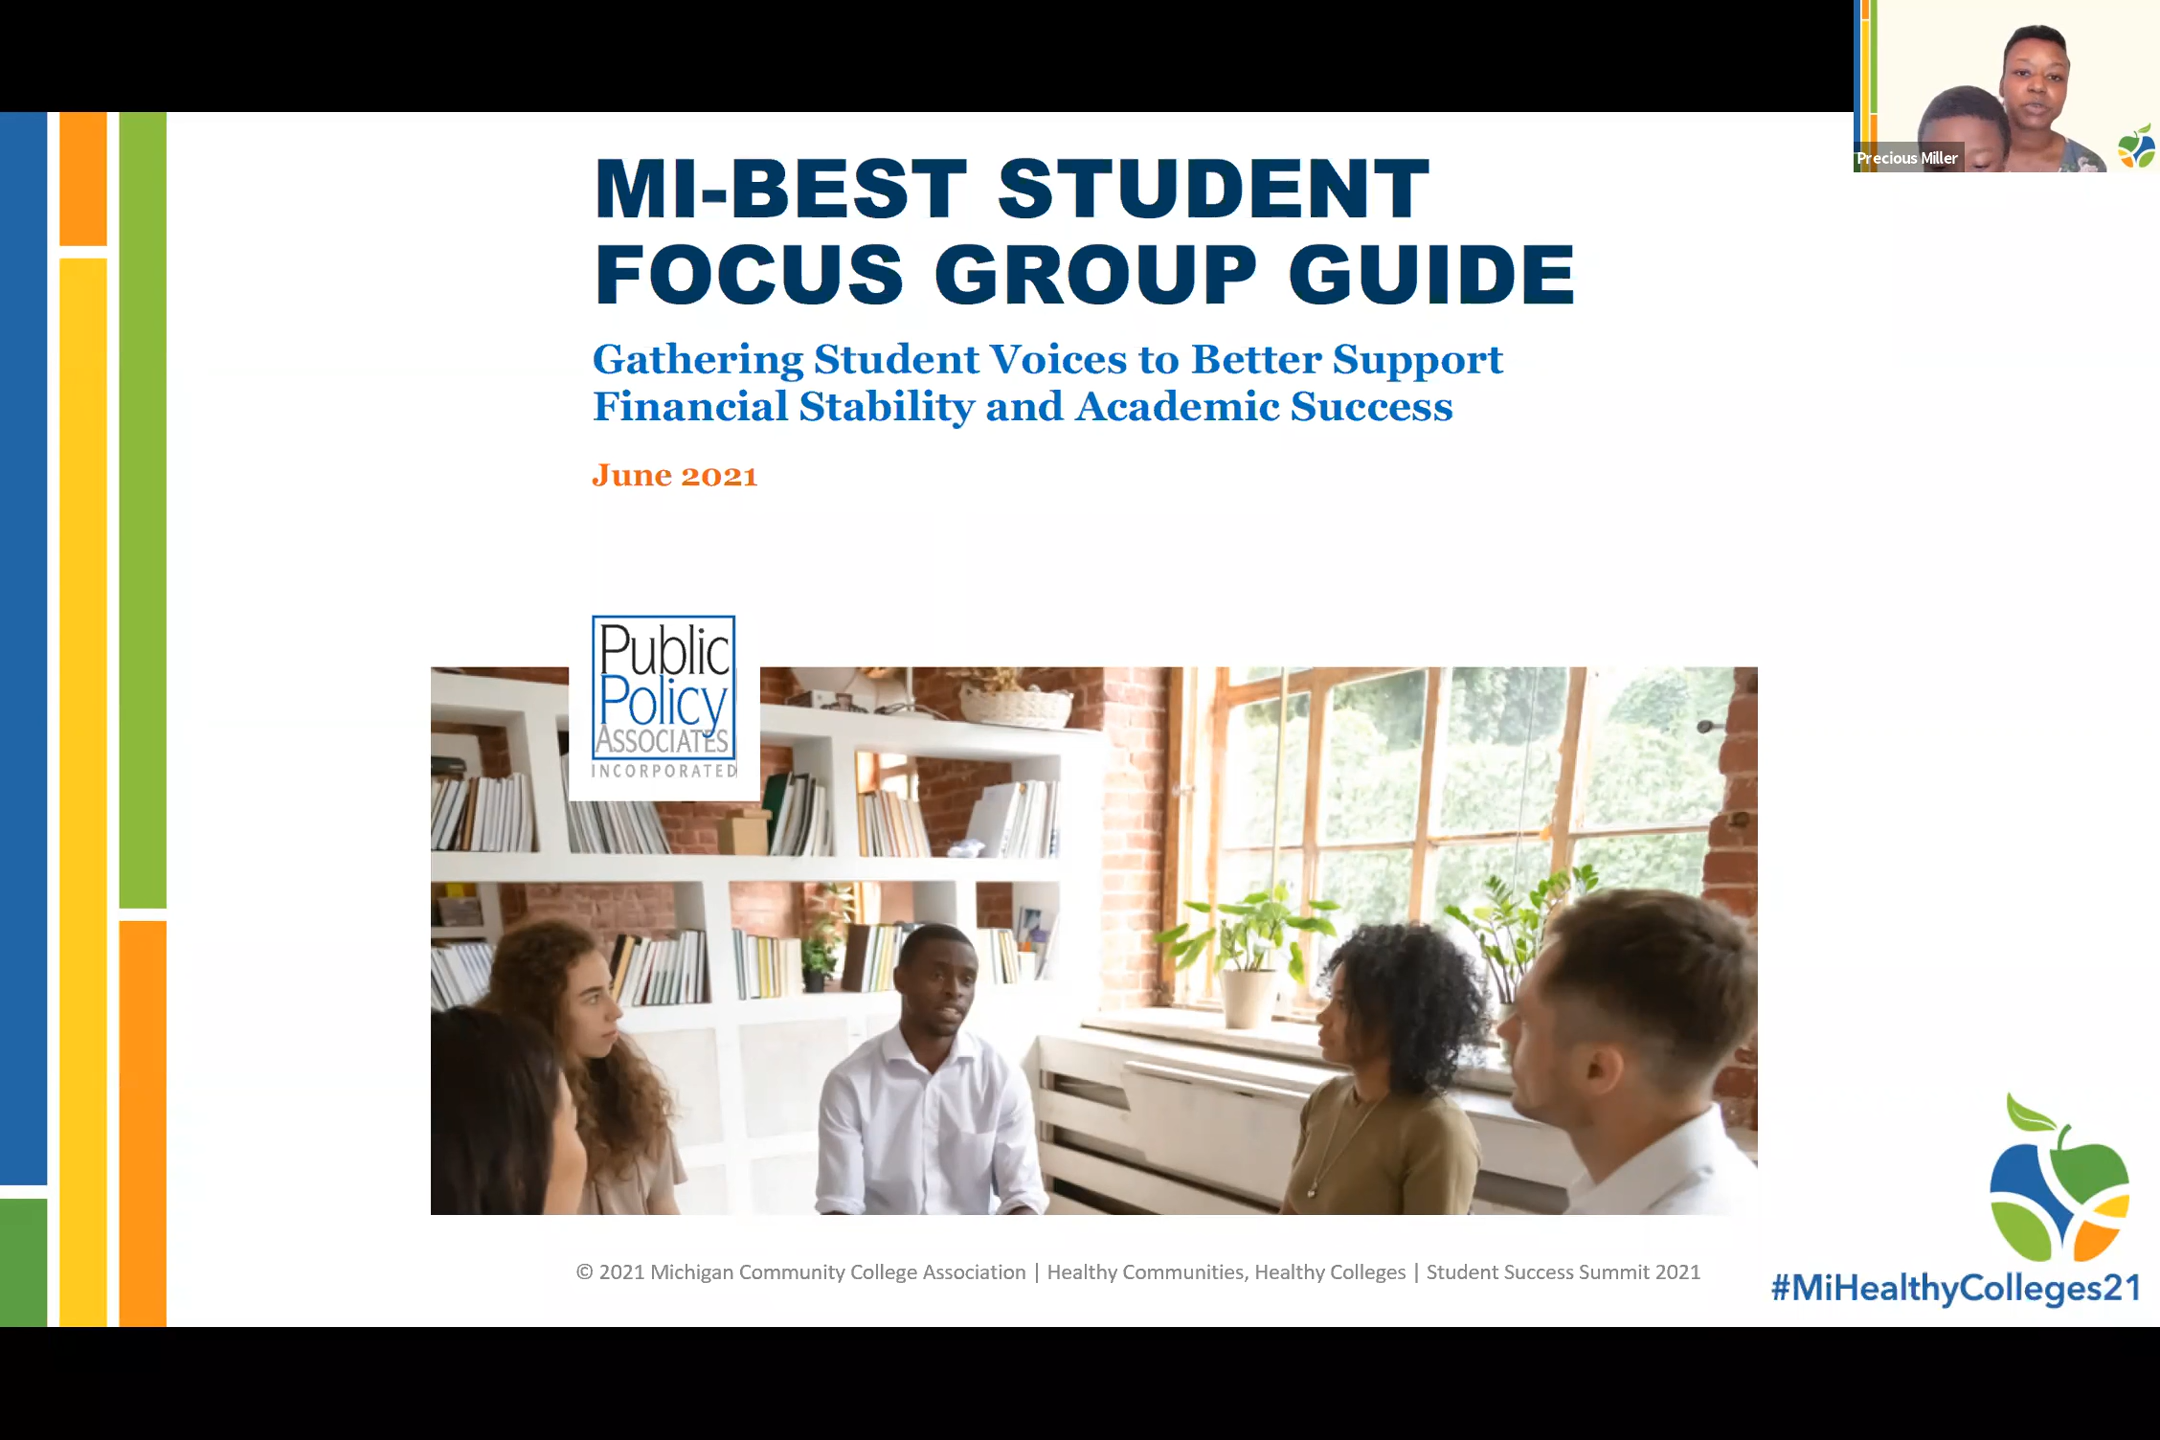 Precious Miller
MI-BEST STUDENT
FOCUS GROUP GUIDE
Gathering Student Voices to Better Support
Financial Stability and Academic Success
June 2021
Public
Policy
ASSOCIATES
INCORPORATED
© 2021 Michigan Community College Association | Healthy Communities, Healthy Colleges | Student Success Summit 2021
#MiHealthyColleges21